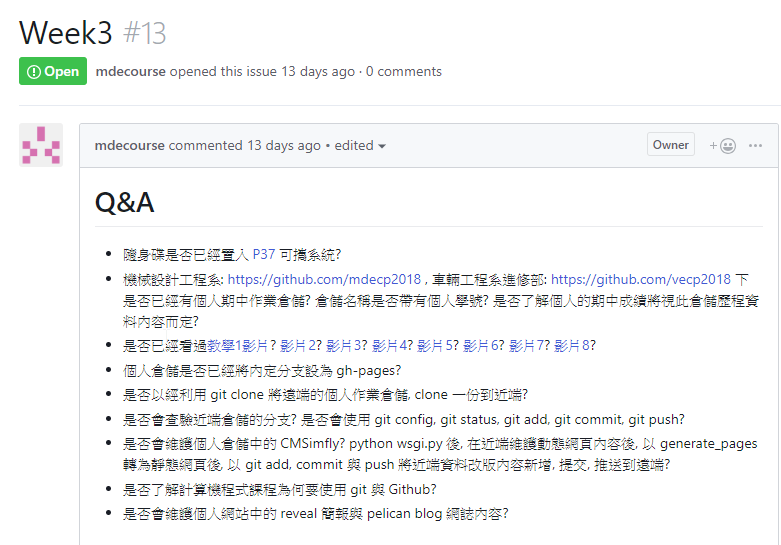 Week3 #13
Open mdecourse opened this issue 13 days ago · 0 comments
mdecourse commented 13 days ago • edited Owner
Q&A
隨身碟是否已經置入 P37 可攜系統?
機械設計工程系: https://github.com/mdecp2018 , 車輛工程系進修部: https://github.com/vecp2018 下
是否已經有個人期中作業倉儲? 倉儲名稱是否帶有個人學號? 是否了解個人的期中成績將視此倉儲歷程資
料內容而定?
是否已經看過教學1影片? 影片2? 影片3? 影片4? 影片5? 影片6? 影片7? 影片8?
個人倉儲是否已經將內定分支設為 gh-pages?
是否以經利用 git clone 將遠端的個人作業倉儲, clone 一份到近端?
是否會查驗近端倉儲的分支? 是否會使用 git config, git status, git add, git commit, git push?
是否會維護個人倉儲中的 CMSimfly? python wsgi.py 後, 在近端維護動態網頁內容後, 以 generate_pages
轉為靜態網頁後, 以 git add, commit 與 push 將近端資料改版內容新增, 提交, 推送到遠端?
是否了解計算機程式課程為何要使用 git 與 Github?
是否會維護個人網站中的 reveal 簡報與 pelican blog 網誌內容?